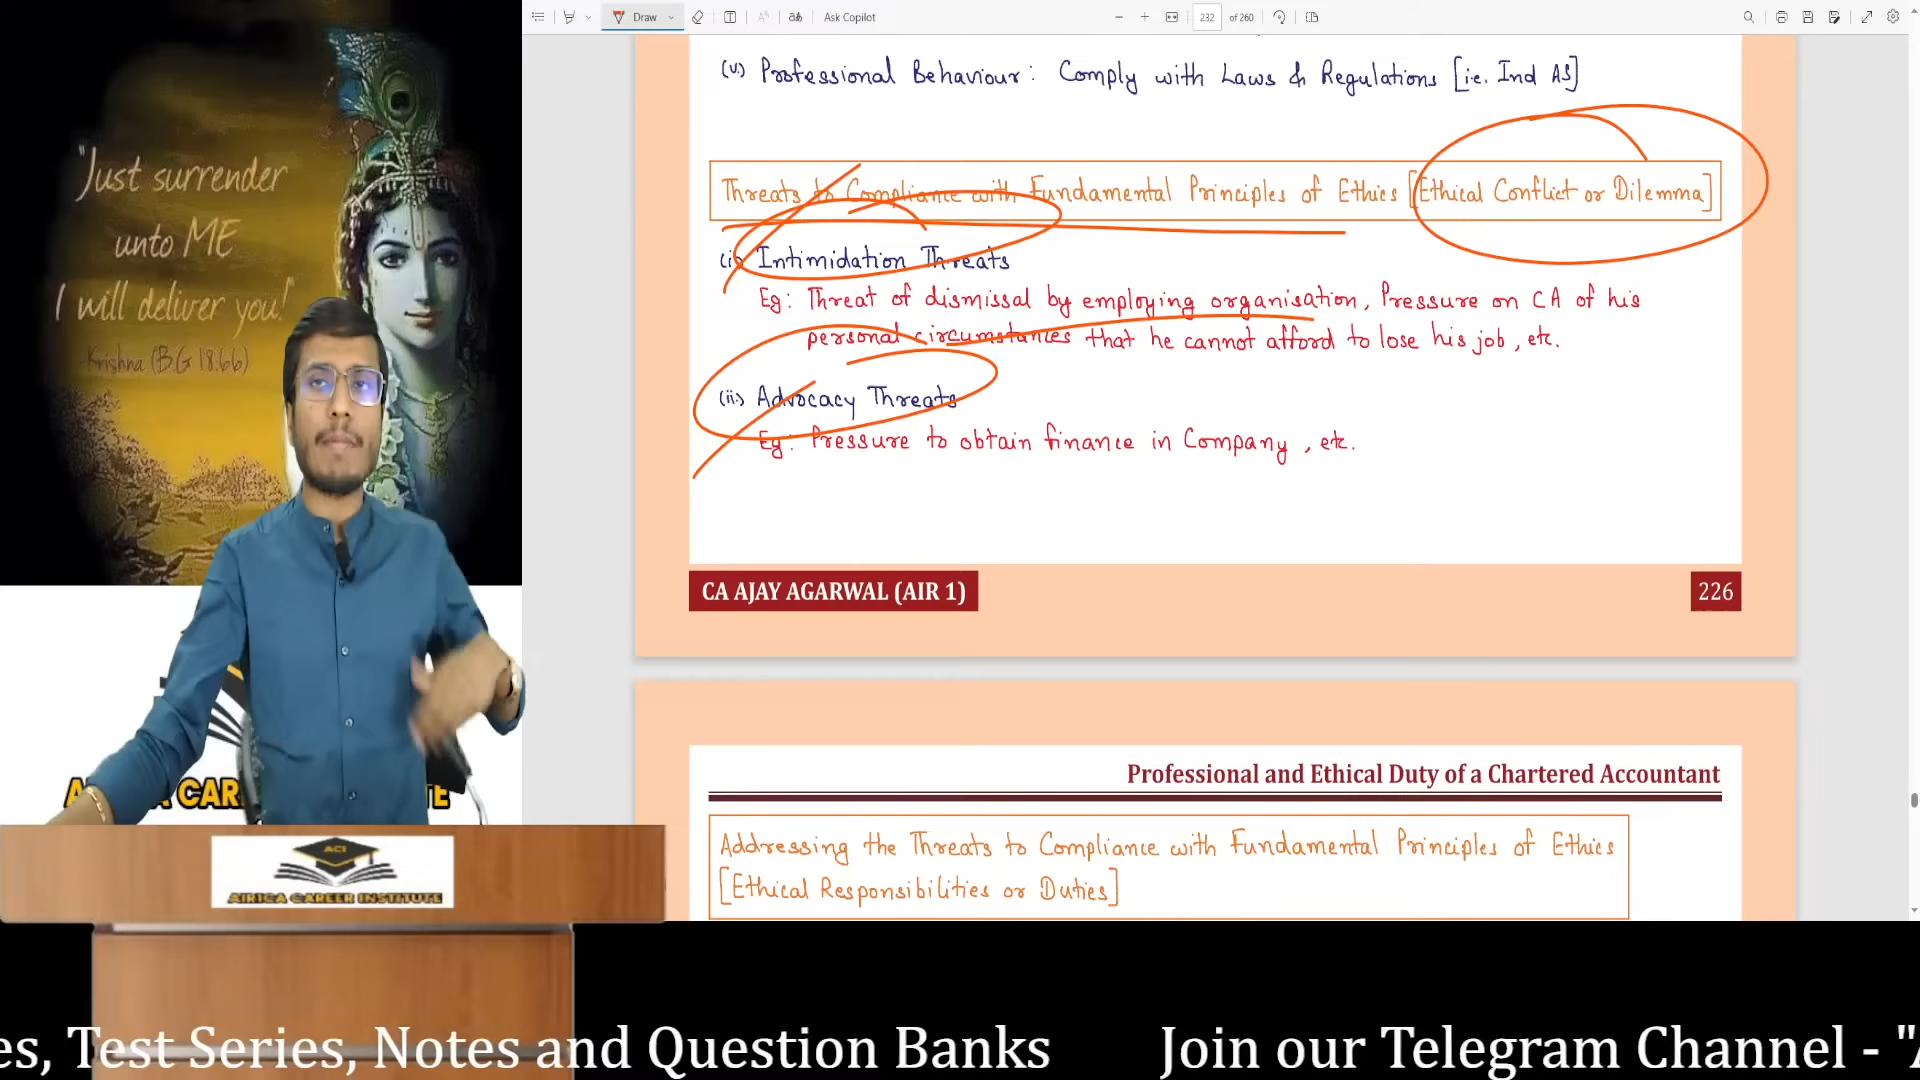 Draw
Ask Copilot
232
of 260
(v.) Professional Behaviour : Comply with Laws & Regulations [i.e. Ind AS]
Threats to Compliance with Fundamental Principles of Ethics [Ethical Conflict or Dilemma]
(i) Intimidation Threats
Eg: Threat of dismissal by employing organisation, Pressure on CA of his
personal circumstances that he cannot afford to lose his job, etc.
(ii) Advocacy Threats
Eg: Pressure to obtain finance in Company, etc.
CA AJAY AGARWAL (AIR 1)
226
Professional and Ethical Duty of a Chartered Accountant
Addressing the Threats to Compliance with Fundamental Principles of Ethics
[Ethical Responsibilities or Duties]
"Just surrender
unto ME
I will deliver you!"
-Krishna (B.G 18.66)
ACI
AIR1CA CAREER INSTITUTE
es, Test Series, Notes and Question Banks
Join our Telegram Channel - "